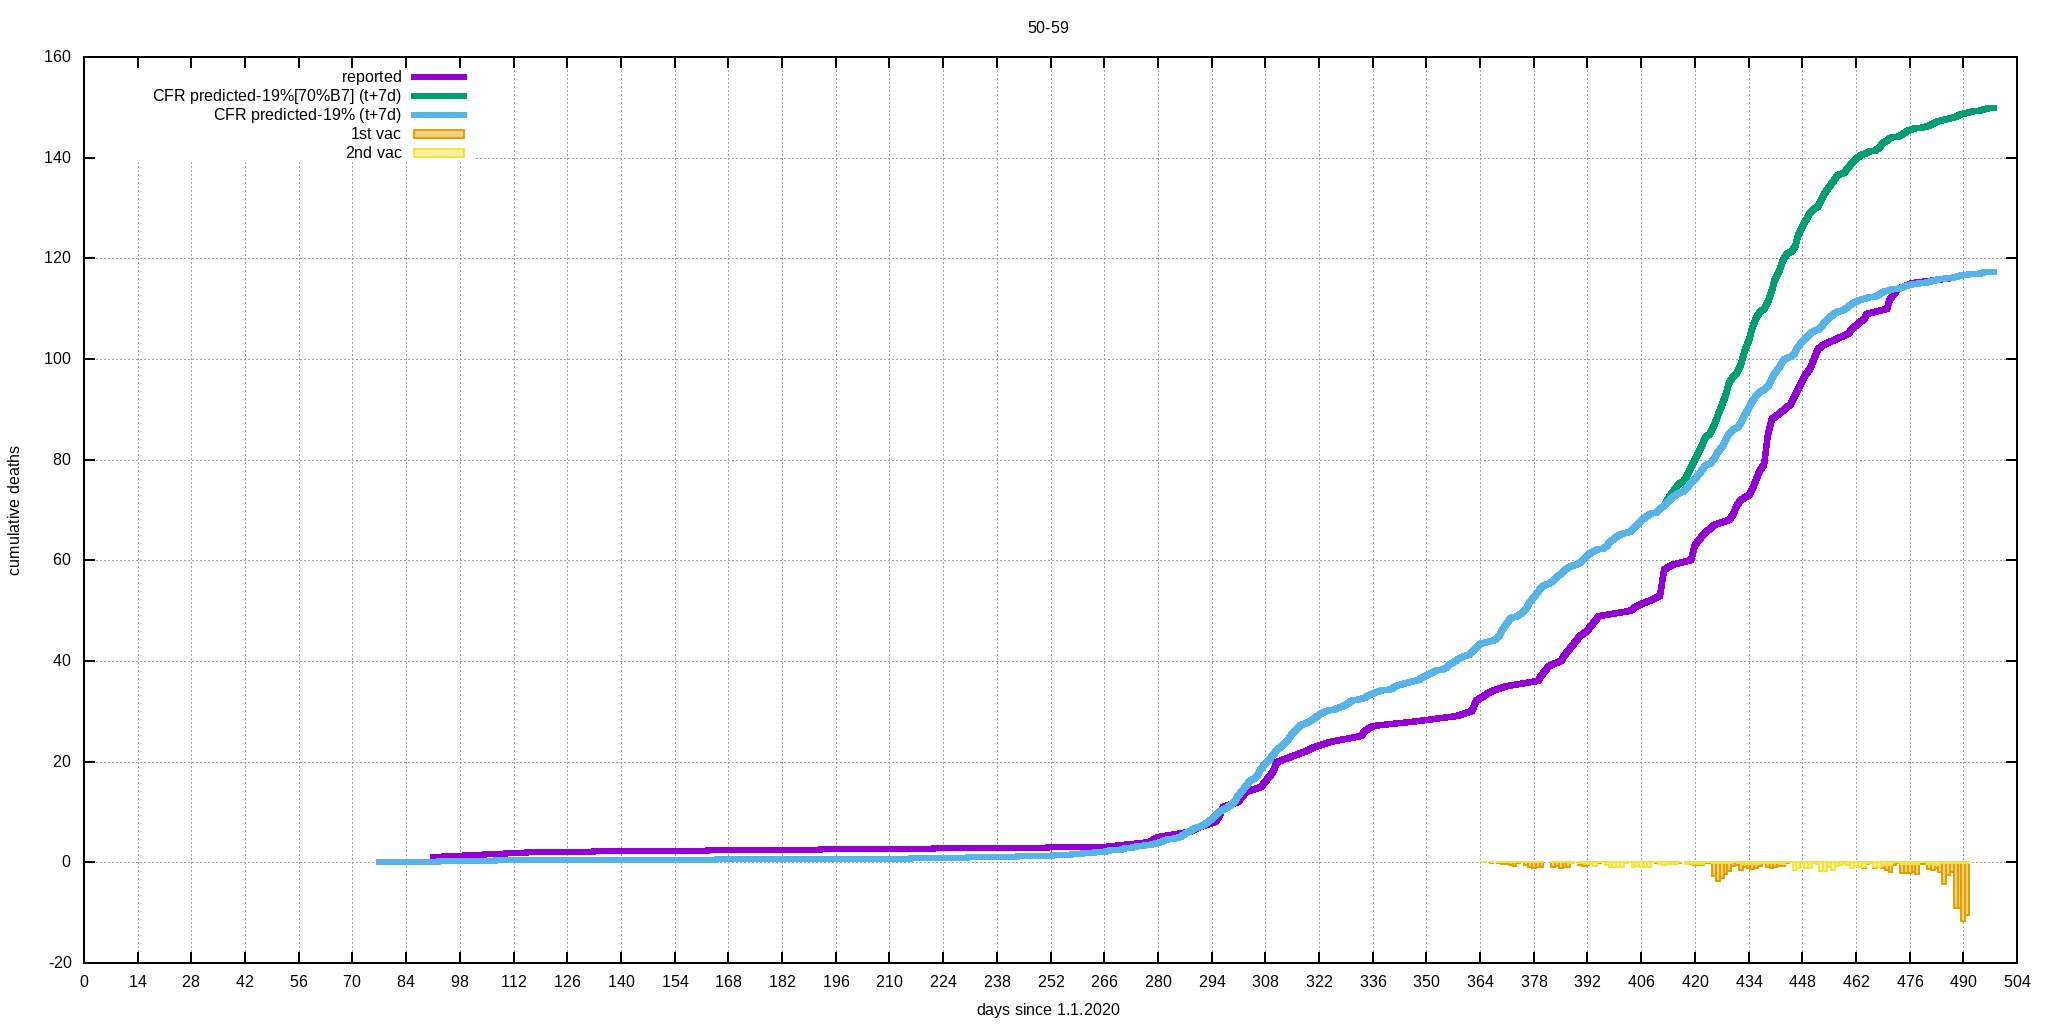 50-59
160
140
120
100
80
60
40
20
0
-20
cumulative deaths
reported
CFR predicted-19%[70%B7] (t+7d)
CFR predicted-19% (t+7d)
1st vac
2nd vac
0 14 28 42 56 70 84 98 112 126 140 154 168 182 196 210 224 238 252 266 280 294 308 322 336 350 364 378 392 406 420 434 448 462 476 490 504
days since 1.1.2020